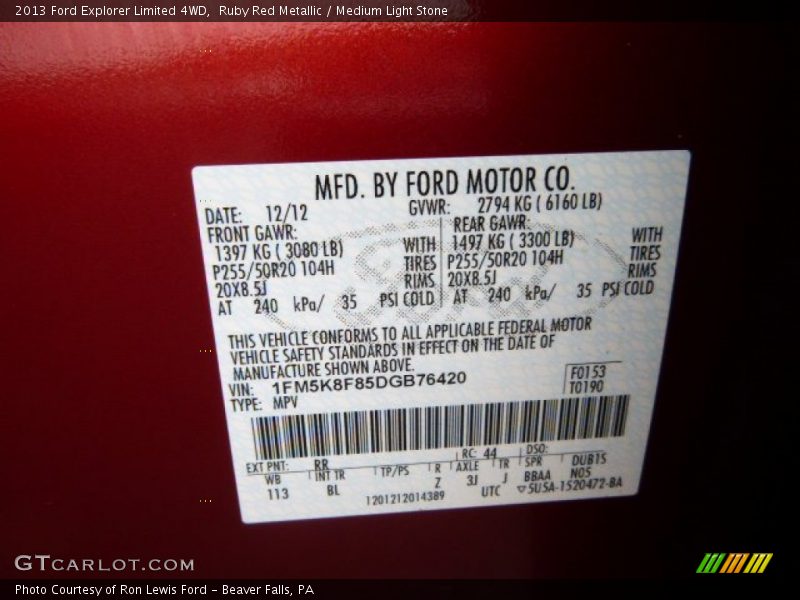 2013 Ford Explorer Limited 4WD, Ruby Red Metallic / Medium Light Stone
MFD. BY FORD MOTOR CO.
DATE: 12/12 GVWR: 2794 KG ( 6160 LB)
FRONT GAWR: REAR GAWR:
1397 KG ( 3080 LB) WITH 1497 KG ( 3300 LB) WITH
P255/50R20 104H TIRES P255/50R20 104H TIRES
20X8.5J RIMS 20X8.5J RIMS
AT 240 kPa/ 35 PSI COLD AT 240 kPa/ 35 PSI COLD
THIS VEHICLE CONFORMS TO ALL APPLICABLE FEDERAL MOTOR
VEHICLE SAFETY STANDARDS IN EFFECT ON THE DATE OF
MANUFACTURE SHOWN ABOVE.
VIN: 1FM5K8F85DGB76420 F0153
TYPE: MPV T0190
EXT PNT: RR RC: 44 DSO:
WB INT TR TP/PS R AXLE TR SPR DUB15
113 BL Z 3J J BBAA N05
1201212014389 UTC ▽5U5A-1520472-BA
GTCARLOT.COM
Photo Courtesy of Ron Lewis Ford - Beaver Falls, PA